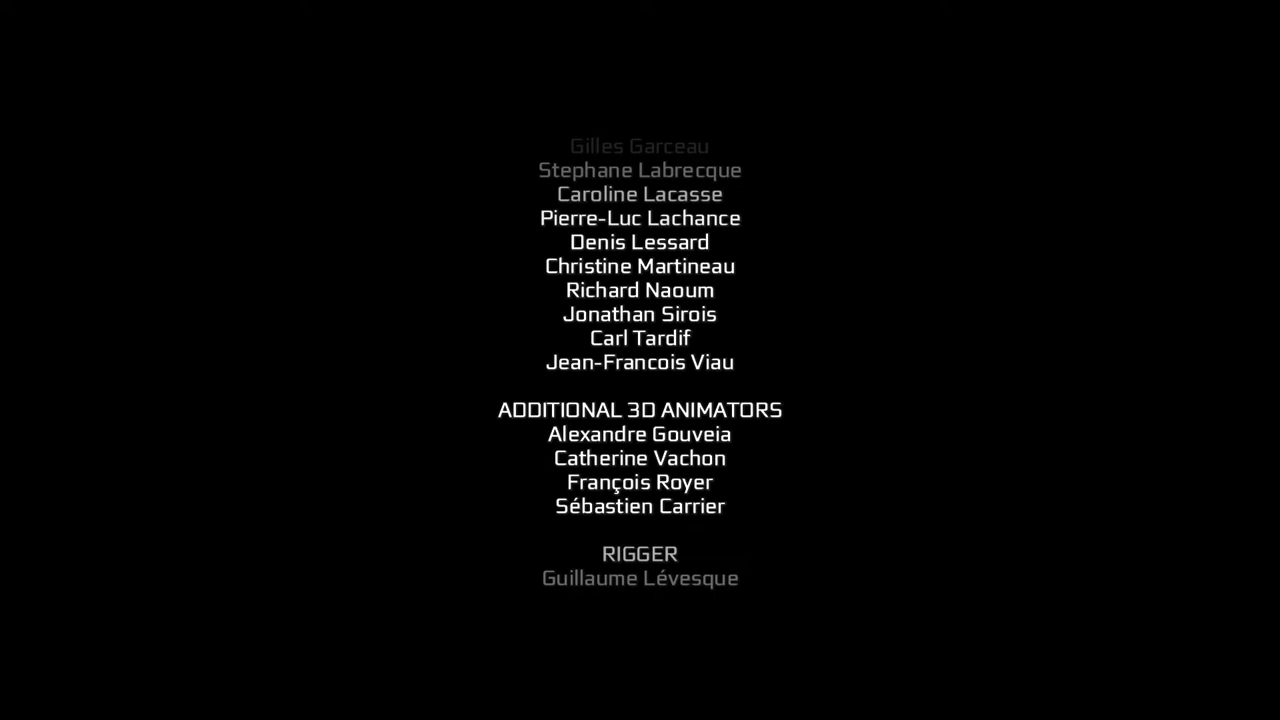 Gilles Garceau
Stephane Labrecque
Caroline Lacasse
Pierre-Luc Lachance
Denis Lessard
Christine Martineau
Richard Naoum
Jonathan Sirois
Carl Tardif
Jean-Francois Viau
ADDITIONAL 3D ANIMATORS
Alexandre Gouveia
Catherine Vachon
François Royer
Sébastien Carrier
RIGGER
Guillaume Lévesque